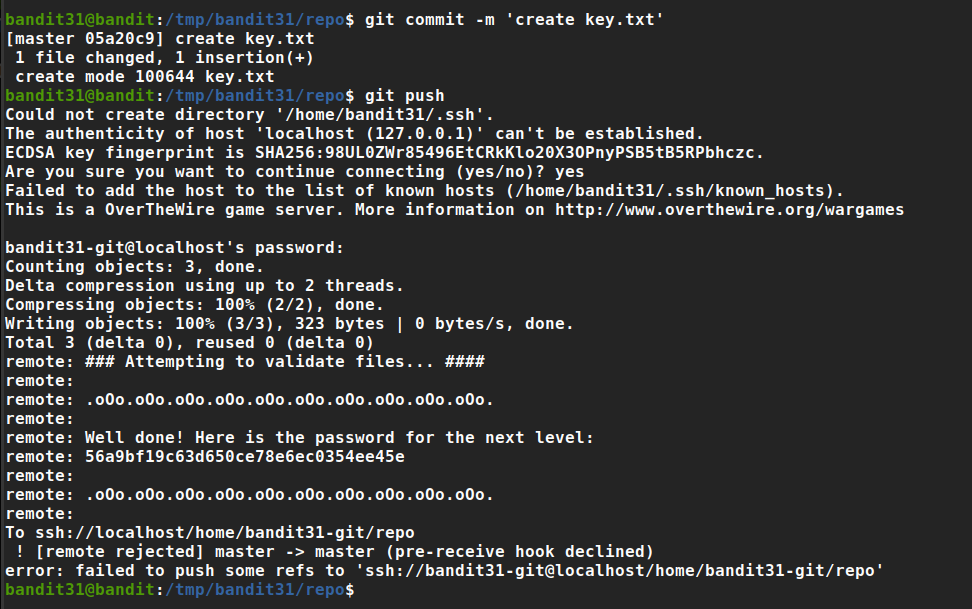 bandit31@bandit:/tmp/bandit31/repo$ git commit -m 'create key.txt'
[master 05a20c9] create key.txt
 1 file changed, 1 insertion(+)
 create mode 100644 key.txt
bandit31@bandit:/tmp/bandit31/repo$ git push
Could not create directory '/home/bandit31/.ssh'.
The authenticity of host 'localhost (127.0.0.1)' can't be established.
ECDSA key fingerprint is SHA256:98UL0ZWr85496EtCRkKlo20X3OPnyPSB5tB5RPbhczc.
Are you sure you want to continue connecting (yes/no)? yes
Failed to add the host to the list of known hosts (/home/bandit31/.ssh/known_hosts).
This is a OverTheWire game server. More information on http://www.overthewire.org/wargames

bandit31-git@localhost's password:
Counting objects: 3, done.
Delta compression using up to 2 threads.
Compressing objects: 100% (2/2), done.
Writing objects: 100% (3/3), 323 bytes | 0 bytes/s, done.
Total 3 (delta 0), reused 0 (delta 0)
remote: ### Attempting to validate files... ####
remote:
remote: .oOo.oOo.oOo.oOo.oOo.oOo.oOo.oOo.oOo.oOo.
remote:
remote: Well done! Here is the password for the next level:
remote: 56a9bf19c63d650ce78e6ec0354ee45e
remote:
remote: .oOo.oOo.oOo.oOo.oOo.oOo.oOo.oOo.oOo.oOo.
remote:
To ssh://localhost/home/bandit31-git/repo
 ! [remote rejected] master -> master (pre-receive hook declined)
error: failed to push some refs to 'ssh://bandit31-git@localhost/home/bandit31-git/repo'
bandit31@bandit:/tmp/bandit31/repo$